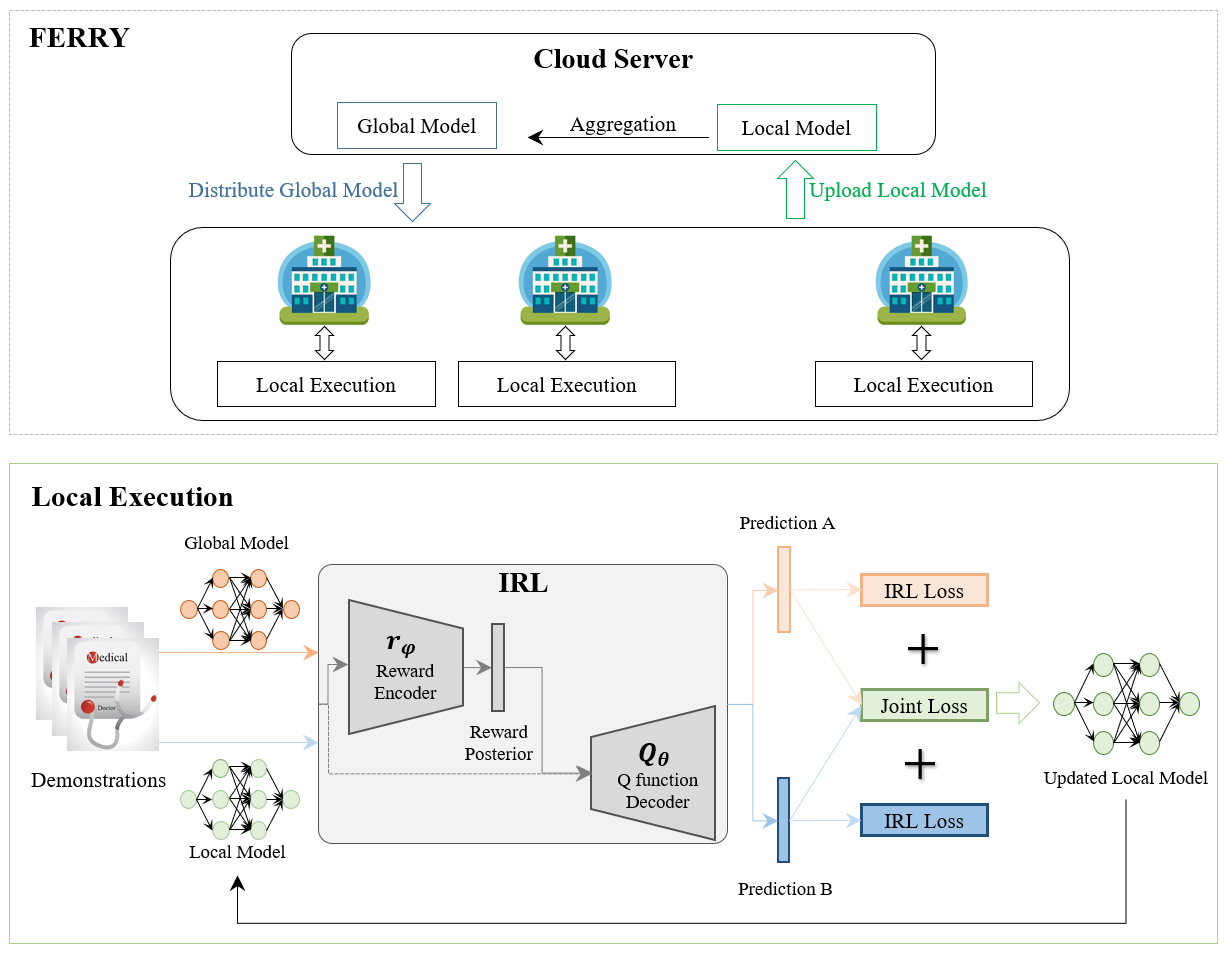 FERRY
Cloud Server
Global Model
Aggregation
Local Model
Distribute Global Model
Upload Local Model
Local Execution
Local Execution
Local Execution
Local Execution
Global Model
Medical
Doctor
Demonstrations
Local Model
IRL
r_φ
Reward
Encoder
Reward
Posterior
Q_θ
Q function
Decoder
Prediction A
Prediction B
IRL Loss
+
Joint Loss
+
IRL Loss
Updated Local Model